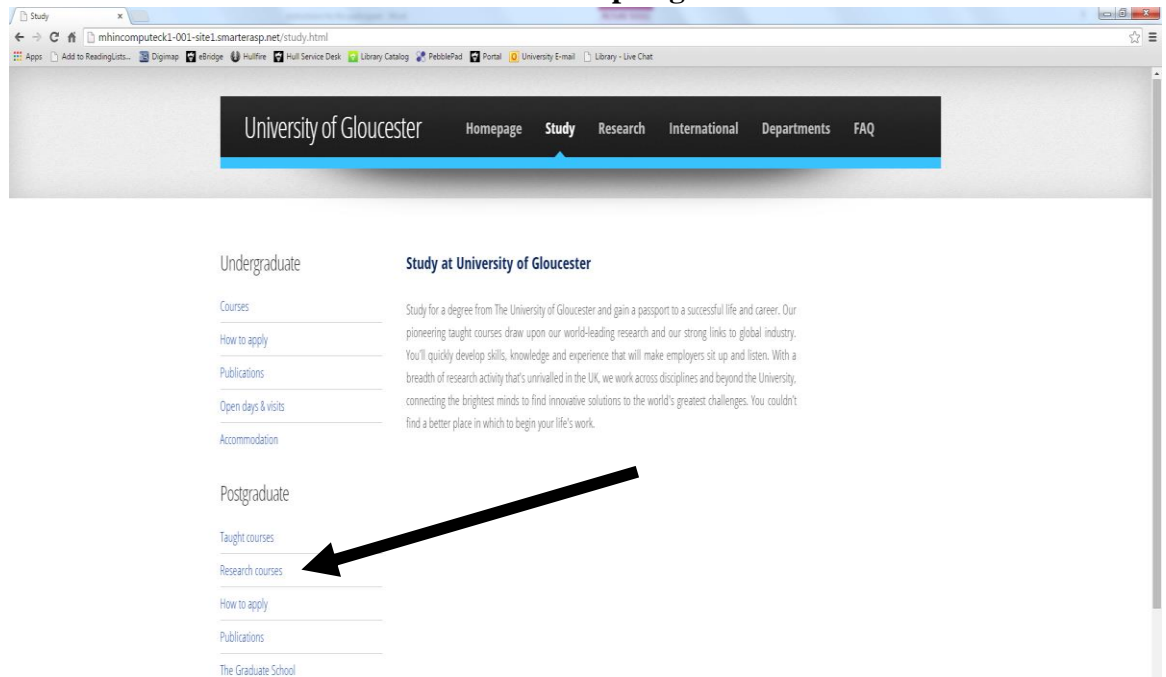 Study
mhincomputeck1-001-site1.smarterasp.net/study.html
Apps Add to ReadingLists... Digimap eBridge Hullfire Hull Service Desk Library Catalog PebblePad Portal University E-mail Library - Live Chat
University of Gloucester Homepage Study Research International Departments FAQ
Undergraduate
Courses
How to apply
Publications
Open days & visits
Accommodation
Postgraduate
Taught courses
Research courses
How to apply
Publications
The Graduate School
Study at University of Gloucester
Study for a degree from The University of Gloucester and gain a passport to a successful life and career. Our
pioneering taught courses draw upon our world-leading research and our strong links to global industry.
You'll quickly develop skills, knowledge and experience that will make employers sit up and listen. With a
breadth of research activity that's unrivalled in the UK, we work across disciplines and beyond the University,
connecting the brightest minds to find innovative solutions to the world's greatest challenges. You couldn't
find a better place in which to begin your life's work.